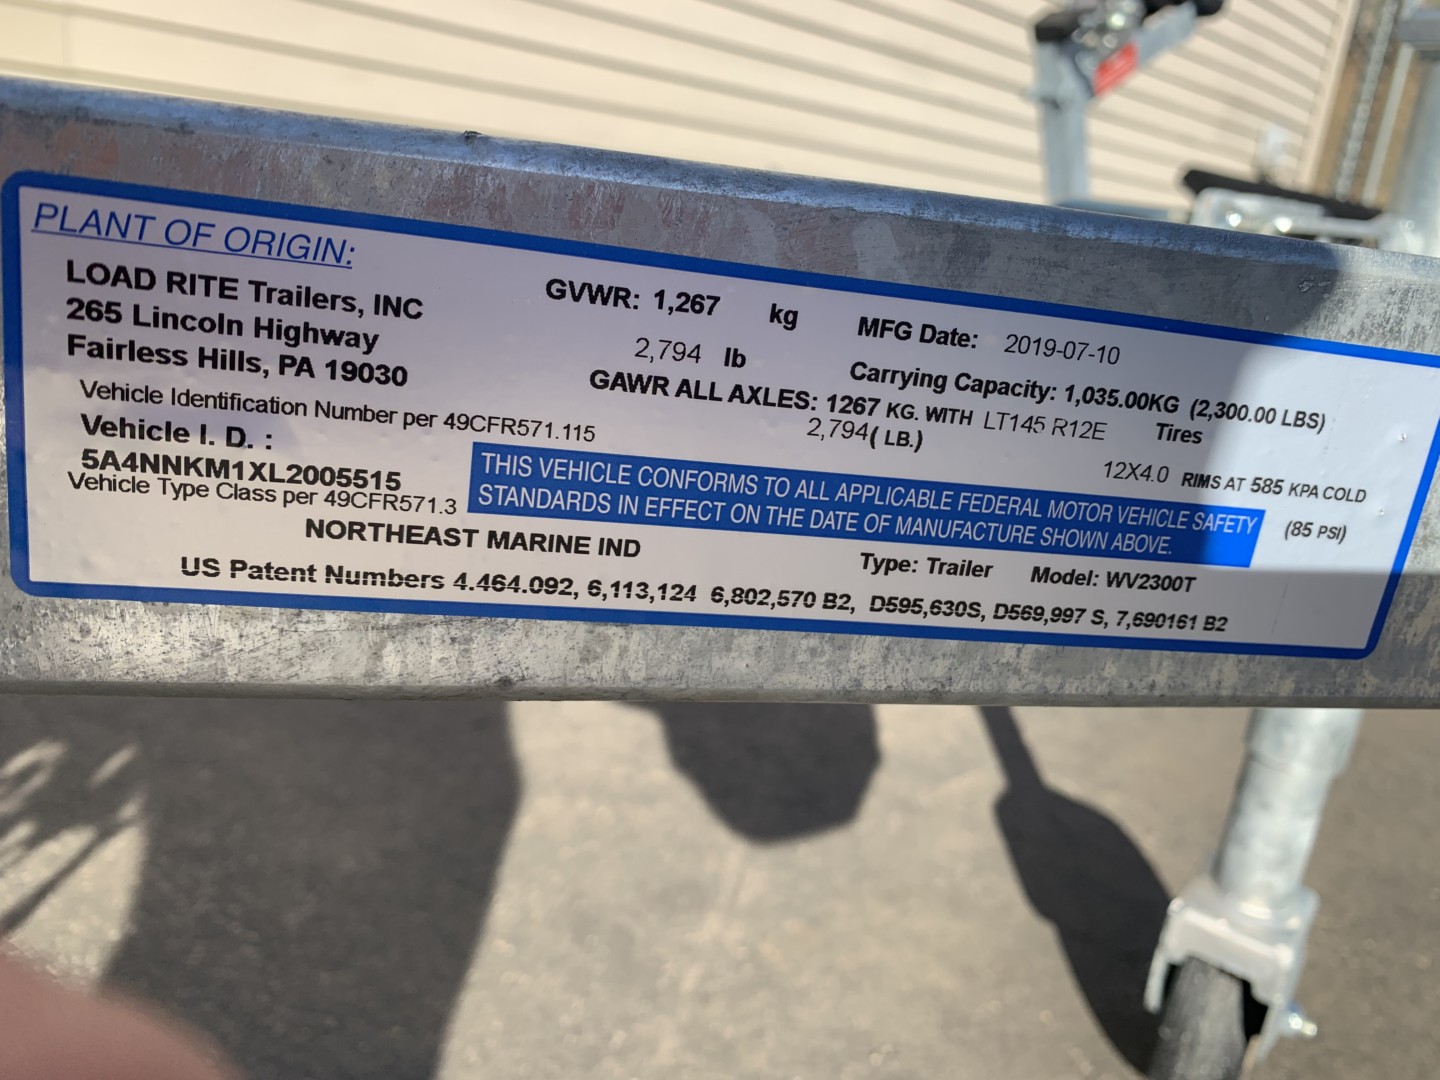 PLANT OF ORIGIN:
LOAD RITE Trailers, INC
265 Lincoln Highway
Fairless Hills, PA 19030
GVWR: 1,267 kg
2,794 lb
MFG Date: 2019-07-10
Carrying Capacity: 1,035.00KG (2,300.00 LBS)
GAWR ALL AXLES: 1267 KG. WITH LT145 R12E Tires
2,794( LB.)
12X4.0 RIMS AT 585 KPA COLD
(85 PSI)
Vehicle Identification Number per 49CFR571.115
Vehicle I. D. :
5A4NNKM1XL2005515
Vehicle Type Class per 49CFR571.3
THIS VEHICLE CONFORMS TO ALL APPLICABLE FEDERAL MOTOR VEHICLE SAFETY
STANDARDS IN EFFECT ON THE DATE OF MANUFACTURE SHOWN ABOVE.
NORTHEAST MARINE IND
Type: Trailer Model: WV2300T
US Patent Numbers 4.464.092, 6,113,124 6,802,570 B2, D595,630S, D569,997 S, 7,690161 B2